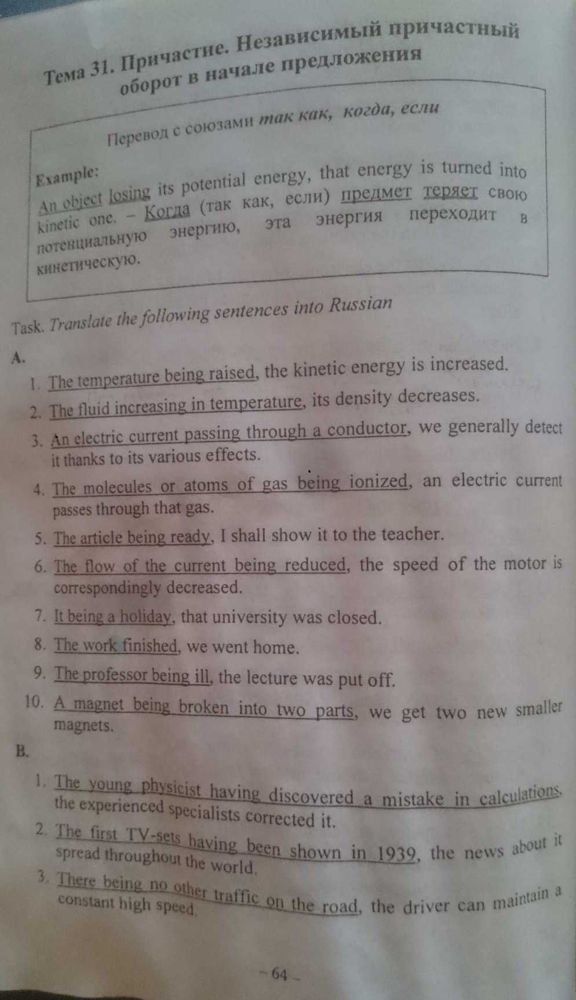 Тема 31. Причастие. Независимый причастный
оборот в начале предложения
Перевод с союзами так как, когда, если
Example:
An object losing its potential energy, that energy is turned into
kinetic one. – Когда (так как, если) предмет теряет свою
потенциальную энергию, эта энергия переходит в
кинетическую.
Task. Translate the following sentences into Russian
A.
1. The temperature being raised, the kinetic energy is increased.
2. The fluid increasing in temperature, its density decreases.
3. An electric current passing through a conductor, we generally detect
it thanks to its various effects.
4. The molecules or atoms of gas being ionized, an electric current
passes through that gas.
5. The article being ready, I shall show it to the teacher.
6. The flow of the current being reduced, the speed of the motor is
correspondingly decreased.
7. It being a holiday, that university was closed.
8. The work finished, we went home.
9. The professor being ill, the lecture was put off.
10. A magnet being broken into two parts, we get two new smaller
magnets.
B.
1. The young physicist having discovered a mistake in calculations,
the experienced specialists corrected it.
2. The first TV-sets having been shown in 1939, the news about it
spread throughout the world.
3. There being no other traffic on the road, the driver can maintain a
constant high speed.
– 64 –